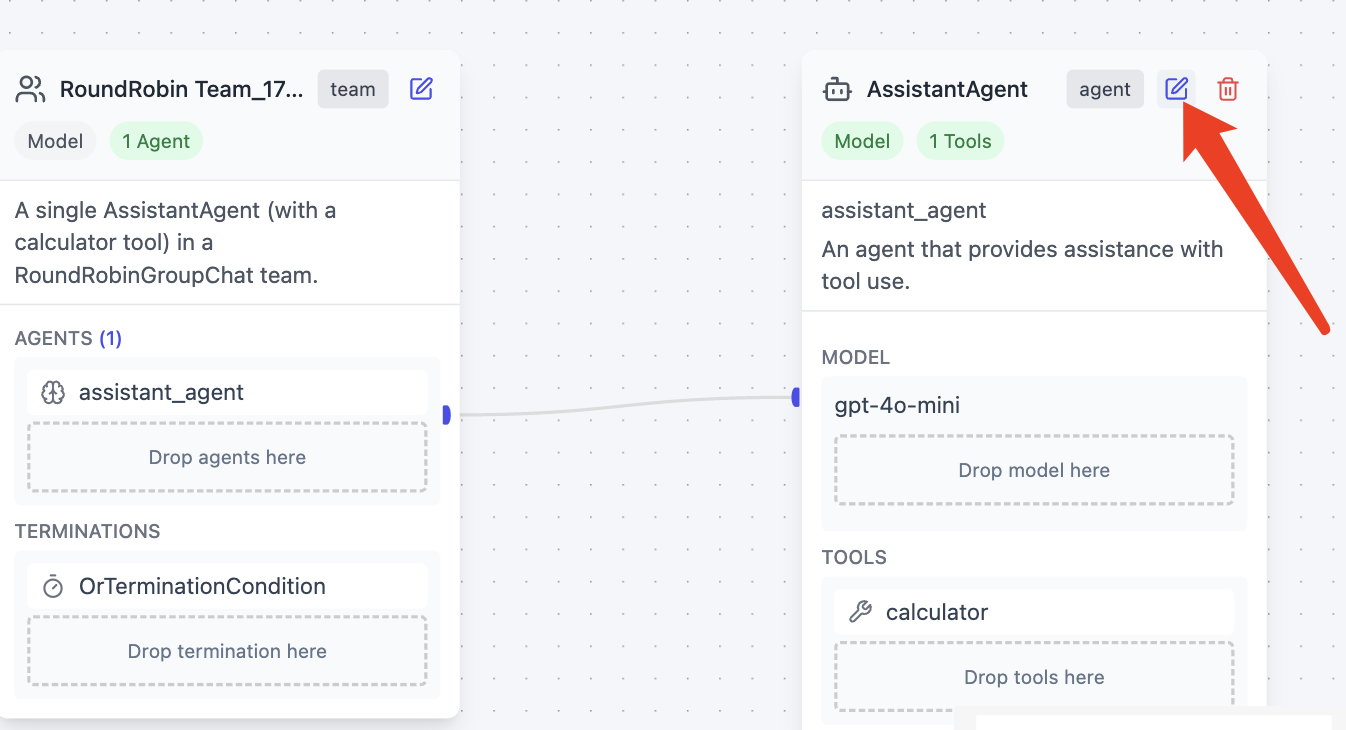 RoundRobin Team_17...
team
Model
1 Agent
A single AssistantAgent (with a
calculator tool) in a
RoundRobinGroupChat team.
AGENTS (1)
assistant_agent
Drop agents here
TERMINATIONS
OrTerminationCondition
Drop termination here
AssistantAgent
agent
Model
1 Tools
assistant_agent
An agent that provides assistance with
tool use.
MODEL
gpt-4o-mini
Drop model here
TOOLS
calculator
Drop tools here